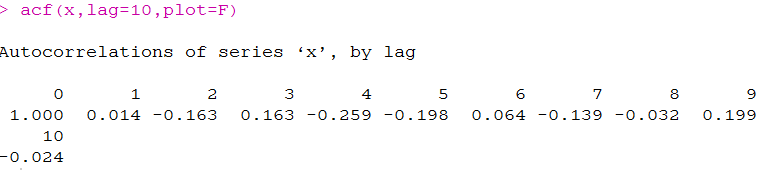 > acf(x,lag=10,plot=F)
Autocorrelations of series ‘x’, by lag
0 1 2 3 4 5 6 7 8 9
1.000 0.014 -0.163 0.163 -0.259 -0.198 0.064 -0.139 -0.032 0.199
10
-0.024